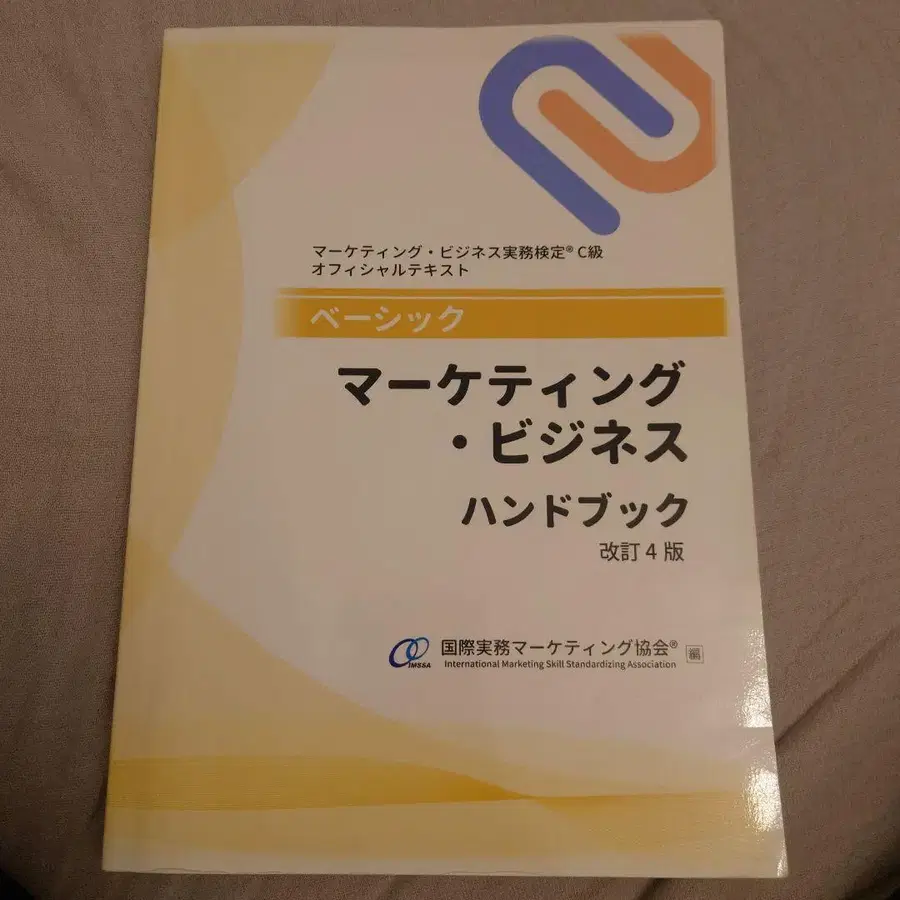 マーケティング・ビジネス実務検定® C級
オフィシャルテキスト
ベーシック
マーケティング
・ビジネス
ハンドブック
改訂4版
IMSSA
国際実務マーケティング協会® 編
International Marketing Skill Standardizing Association